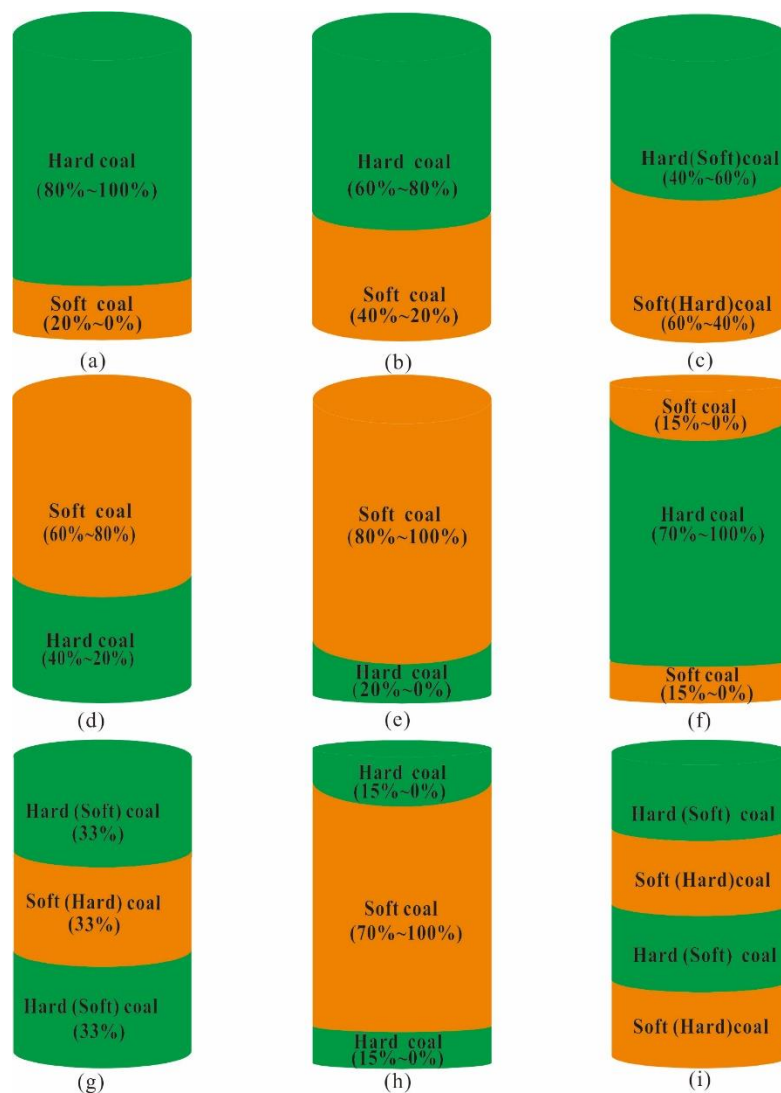 Hard coal
(80%~100%)
Soft coal
(20%~0%)
(a)
Hard coal
(60%~80%)
Soft coal
(40%~20%)
(b)
Hard(Soft)coal
(40%~60%)
Soft(Hard)coal
(60%~40%)
(c)
Soft coal
(60%~80%)
Hard coal
(40%~20%)
(d)
Soft coal
(80%~100%)
Hard coal
(20%~0%)
(e)
Soft coal
(15%~0%)
Hard coal
(70%~100%)
Soft coal
(15%~0%)
(f)
Hard (Soft) coal
(33%)
Soft (Hard) coal
(33%)
Hard (Soft) coal
(33%)
(g)
Hard coal
(15%~0%)
Soft coal
(70%~100%)
Hard coal
(15%~0%)
(h)
Hard (Soft) coal
Soft (Hard)coal
Hard (Soft) coal
Soft (Hard)coal
(i)